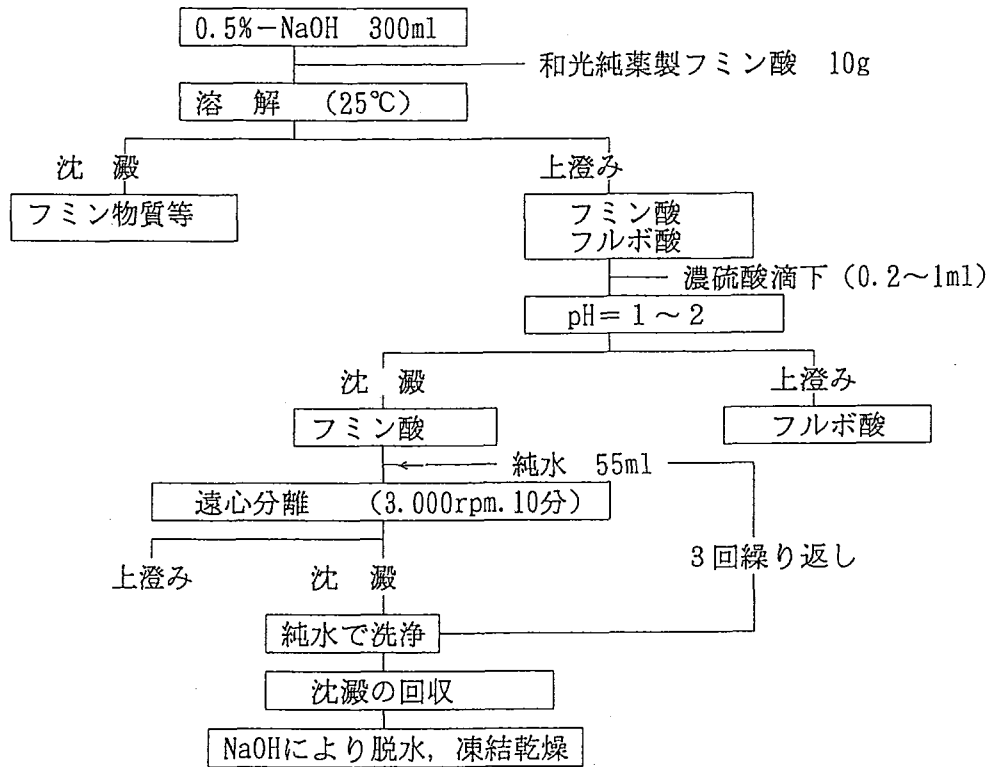 0.5%-NaOH 300ml
和光純薬製フミン酸 10g
溶 解 (25℃)
沈 澱
上澄み
フミン物質等
フミン酸
フルボ酸
濃硫酸滴下(0.2~1ml)
pH=1~2
沈 澱
上澄み
フミン酸
フルボ酸
純水 55ml
遠心分離 (3.000rpm.10分)
3回繰り返し
上澄み
沈 澱
純水で洗浄
沈澱の回収
NaOHにより脱水, 凍結乾燥